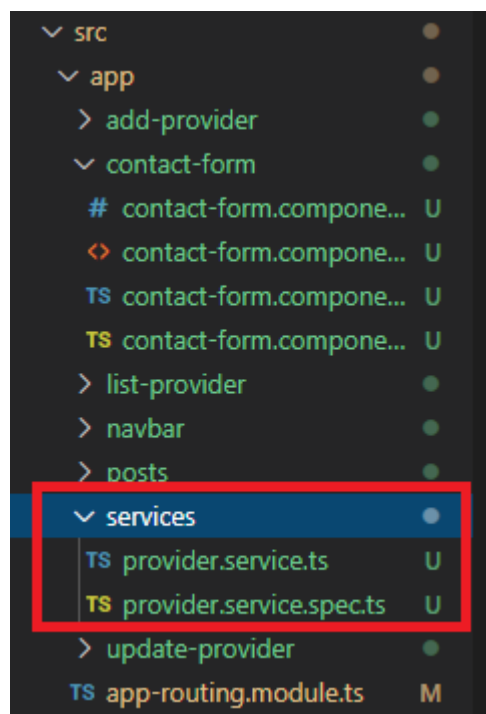 src
app
add-provider
contact-form
# contact-form.compone... U
<> contact-form.compone... U
TS contact-form.compone... U
TS contact-form.compone... U
list-provider
navbar
posts
services
TS provider.service.ts U
TS provider.service.spec.ts U
update-provider
TS app-routing.module.ts M